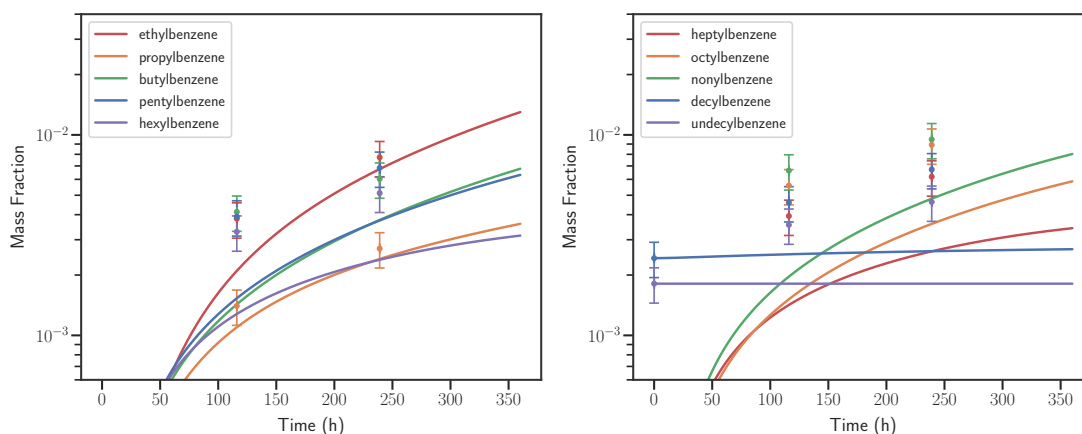 ethylbenzene
propylbenzene
butylbenzene
pentylbenzene
hexylbenzene
Mass Fraction
10⁻²
10⁻³
0 50 100 150 200 250 300 350
Time (h)
heptylbenzene
octylbenzene
nonylbenzene
decylbenzene
undecylbenzene
Mass Fraction
10⁻²
10⁻³
0 50 100 150 200 250 300 350
Time (h)